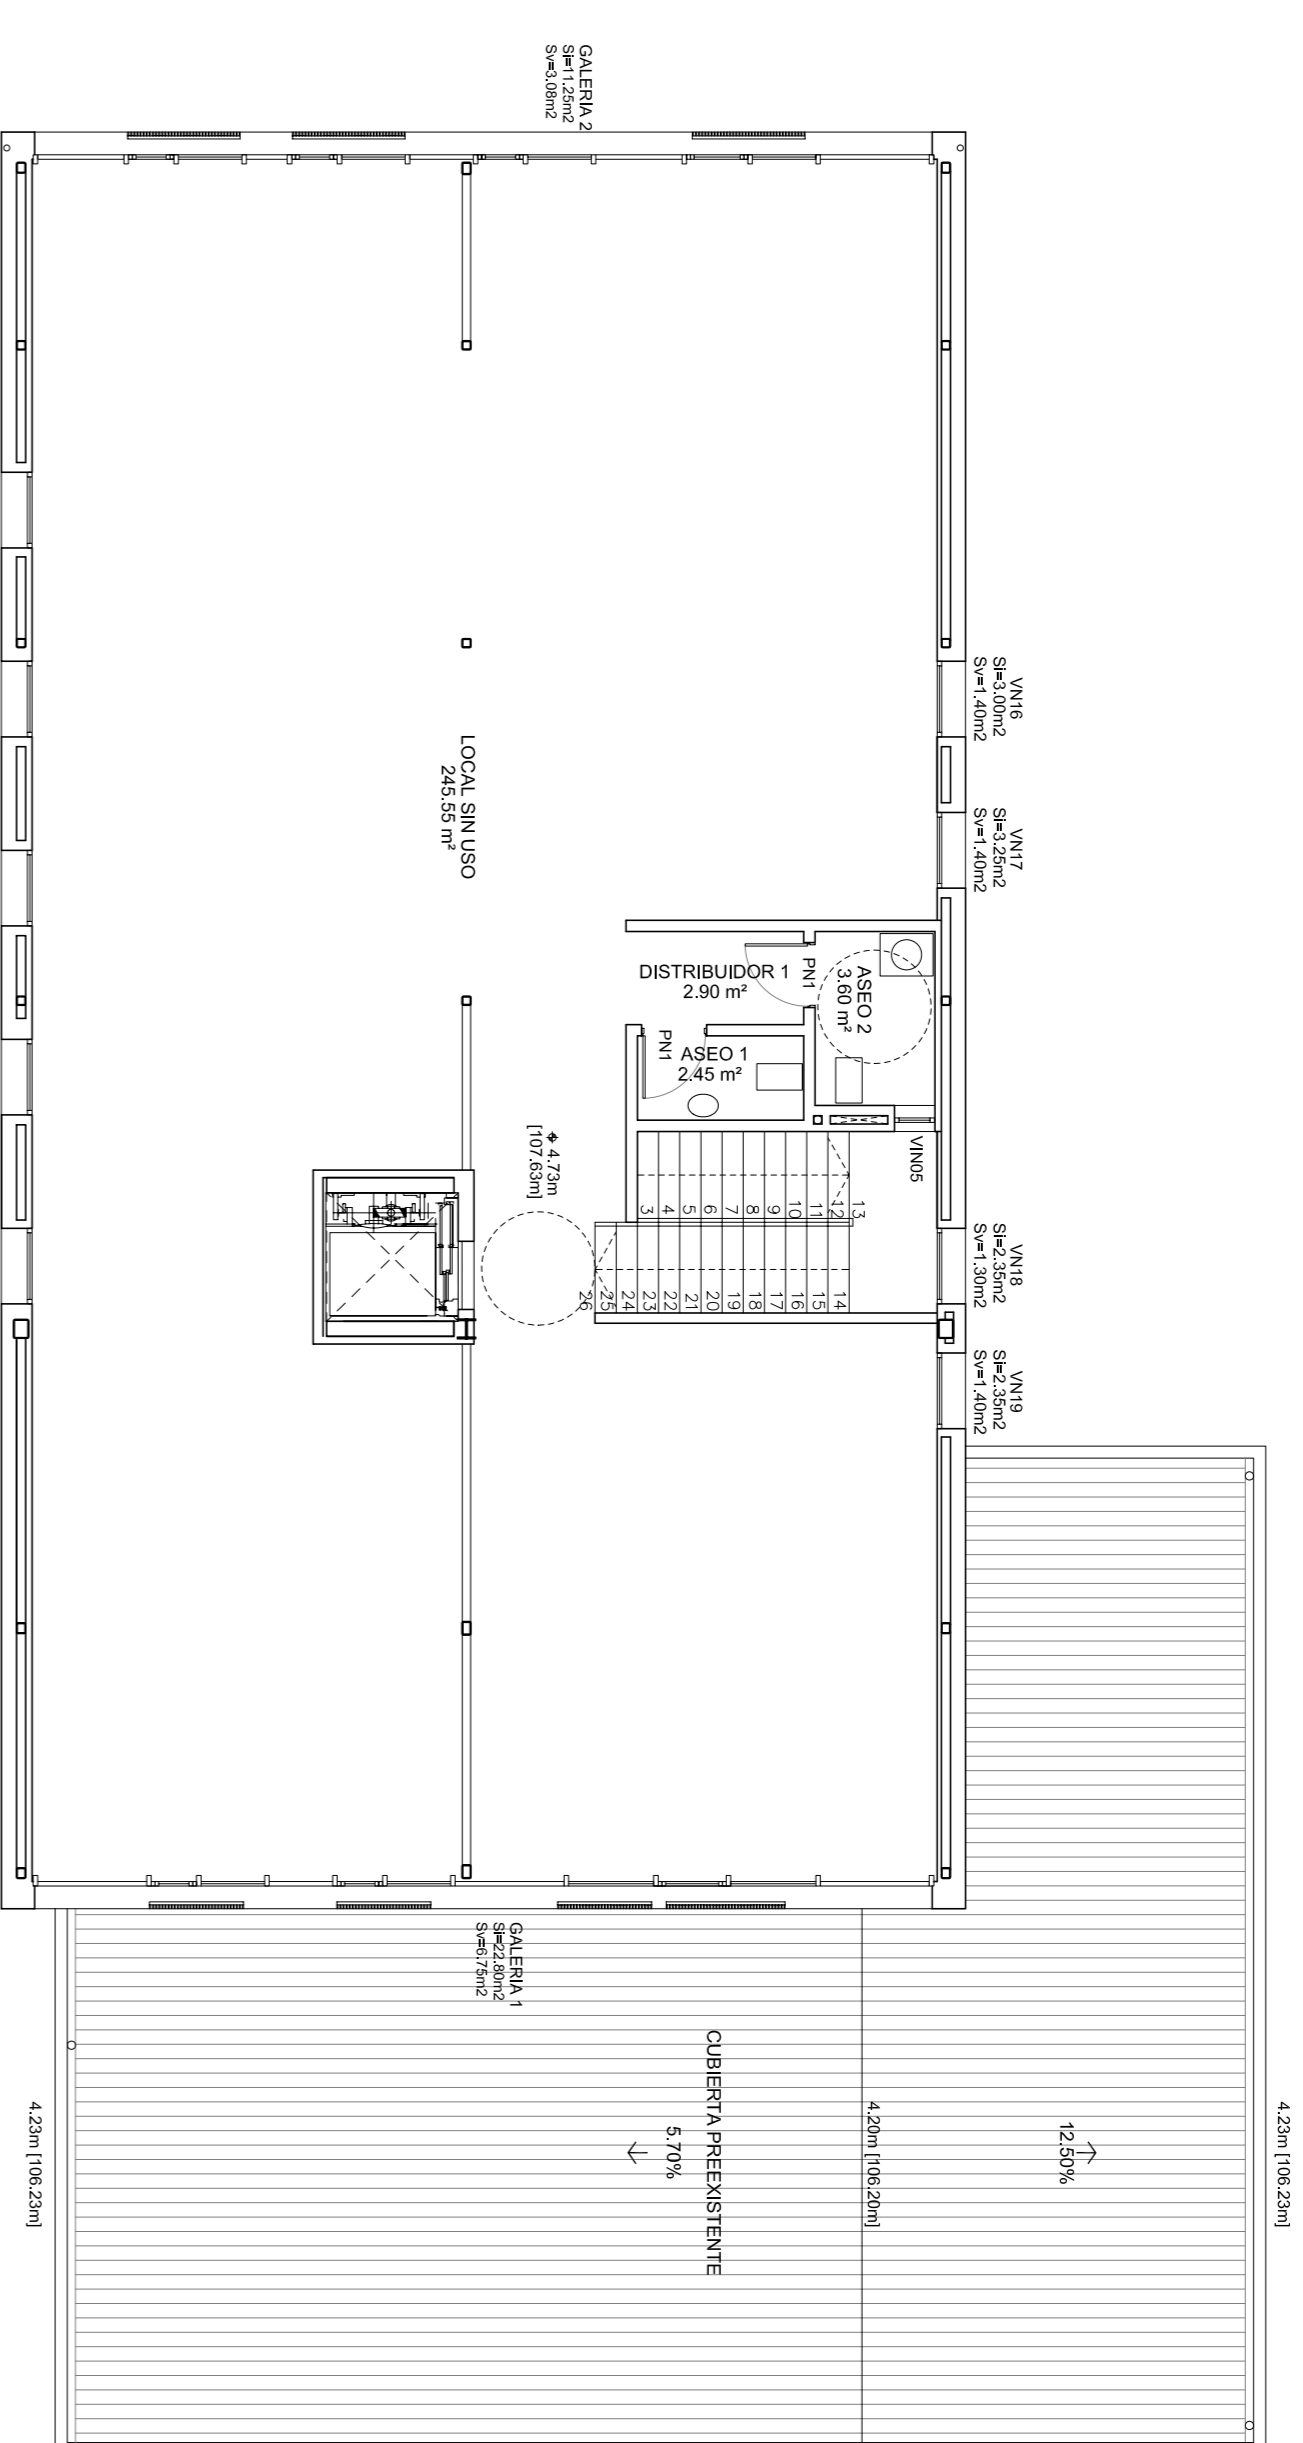 GALERIA 2
Si=11.25m2
Sv=3.08m2
VN16
Si=3.00m2
Sv=1.40m2
VN17
Si=3.25m2
Sv=1.40m2
LOCAL SIN USO
245.55 m²
DISTRIBUIDOR 1
2.90 m²
PN1
ASEO 2
3.60 m²
PN1
ASEO 1
2.45 m²
4.73m
[107.63m]
VIN05
3
4
5
6
7
8
9
10
11
12
13
14
15
16
17
18
19
20
21
22
23
24
25
26
VN18
Si=2.35m2
Sv=1.30m2
VN19
Si=2.35m2
Sv=1.40m2
GALERIA 1
Si=22.80m2
Sv=6.75m2
CUBIERTA PREEXISTENTE
5.70%
12.50%
4.23m [106.23m]
4.20m [106.20m]
4.23m [106.23m]